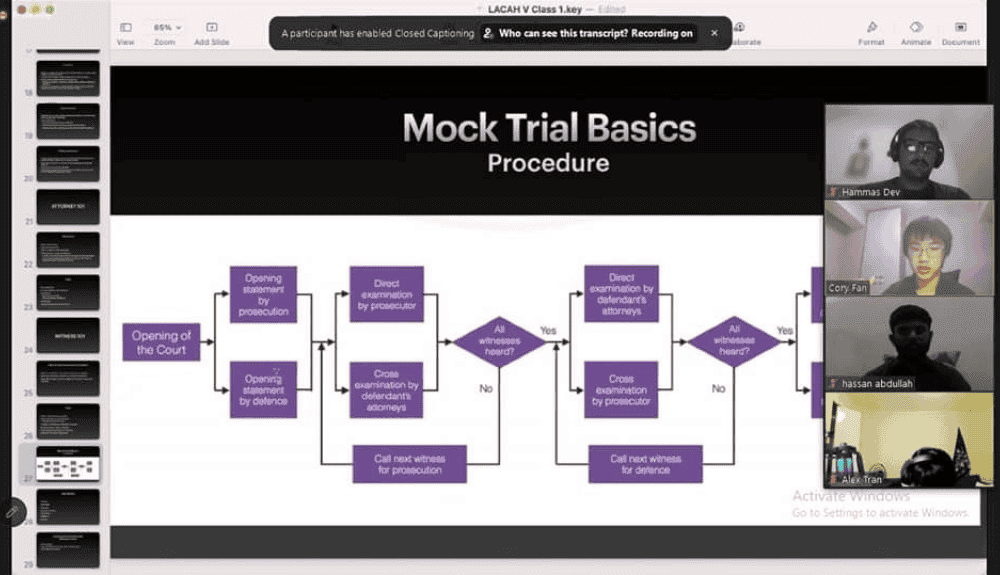 LACAH V Class 1.key — Edited
A participant has enabled Closed Captioning
Who can see this transcript? Recording on
×
65%
View
Zoom
Add Slide
Format
Animate
Document
Mock Trial Basics
Procedure
Opening of
the Court
Opening
statement
by
prosecution
Opening
statement
by defence
Direct
examination
by prosecutor
Cross
examination by
defendant's
attorneys
All
witnesses
heard?
Yes
No
Call next witness
for prosecution
Direct
examination by
defendant's
attorneys
Cross
examination
by prosecutor
All
witnesses
heard?
Yes
No
Call next witness
for defence
Hammas Dev
Cory Fan
hassan abdullah
Alex Tran
Activate Windows
Go to Settings to activate Windows.
18
19
20
21
ATTORNEY 101
22
23
24
WITNESS 101
25
26
27
28
29